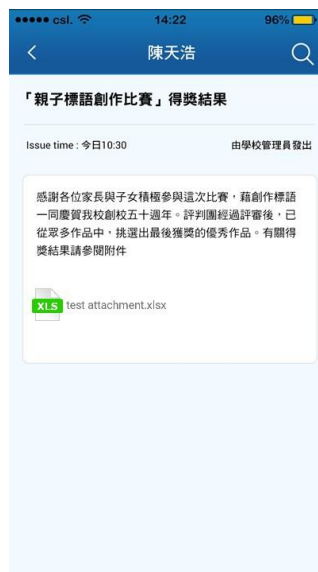 csl. 14:22 96%
陳天浩
「親子標語創作比賽」得獎結果
Issue time : 今日10:30 由學校管理員發出
感謝各位家長與子女積極參與這次比賽，藉創作標語
一同慶賀我校創校五十週年。評判團經過評審後，已
從眾多作品中，挑選出最後獲獎的優秀作品。有關得
獎結果請參閱附件
XLS test attachment.xlsx